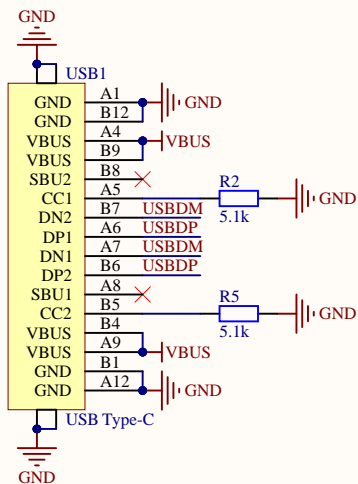 GND
USB1
GND A1 GND
GND B12
VBUS A4 VBUS
VBUS B9
SBU2 B8
CC1 A5 R2 5.1k GND
DN2 B7 USBDM
DP1 A6 USBDP
DN1 A7 USBDM
DP2 B6 USBDP
SBU1 A8
CC2 B5 R5 5.1k GND
VBUS B4
VBUS A9 VBUS
GND B1
GND A12 GND
USB Type-C
GND